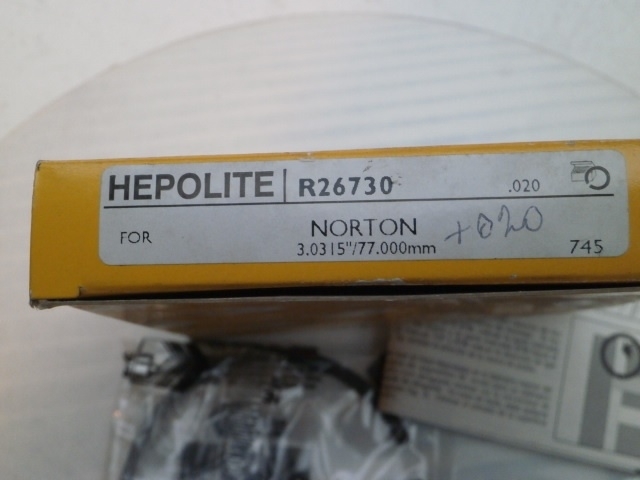 HEPOLITE R26730 .020
FOR NORTON +020
3.0315"/77.000mm 745